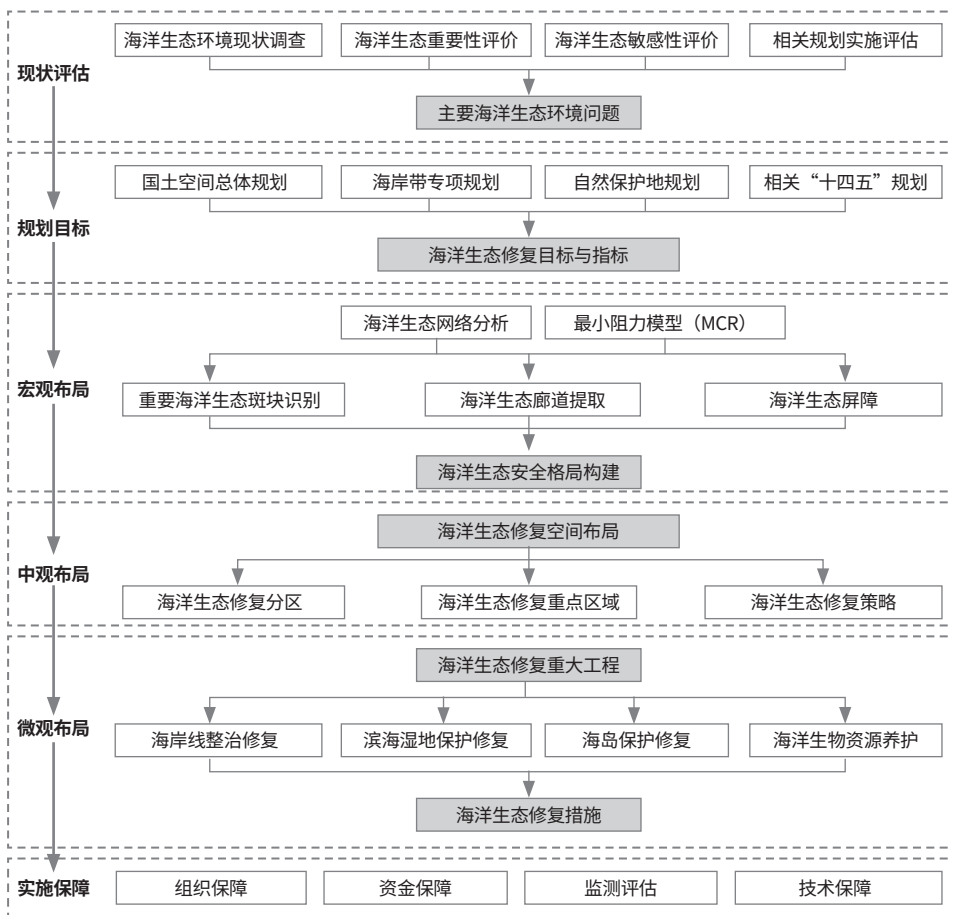 海洋生态环境现状调查
海洋生态重要性评价
海洋生态敏感性评价
相关规划实施评估
现状评估
主要海洋生态环境问题
国土空间总体规划
海岸带专项规划
自然保护地规划
相关“十四五”规划
规划目标
海洋生态修复目标与指标
海洋生态网络分析
最小阻力模型（MCR）
宏观布局
重要海洋生态斑块识别
海洋生态廊道提取
海洋生态屏障
海洋生态安全格局构建
海洋生态修复空间布局
中观布局
海洋生态修复分区
海洋生态修复重点区域
海洋生态修复策略
海洋生态修复重大工程
微观布局
海岸线整治修复
滨海湿地保护修复
海岛保护修复
海洋生物资源养护
海洋生态修复措施
实施保障
组织保障
资金保障
监测评估
技术保障